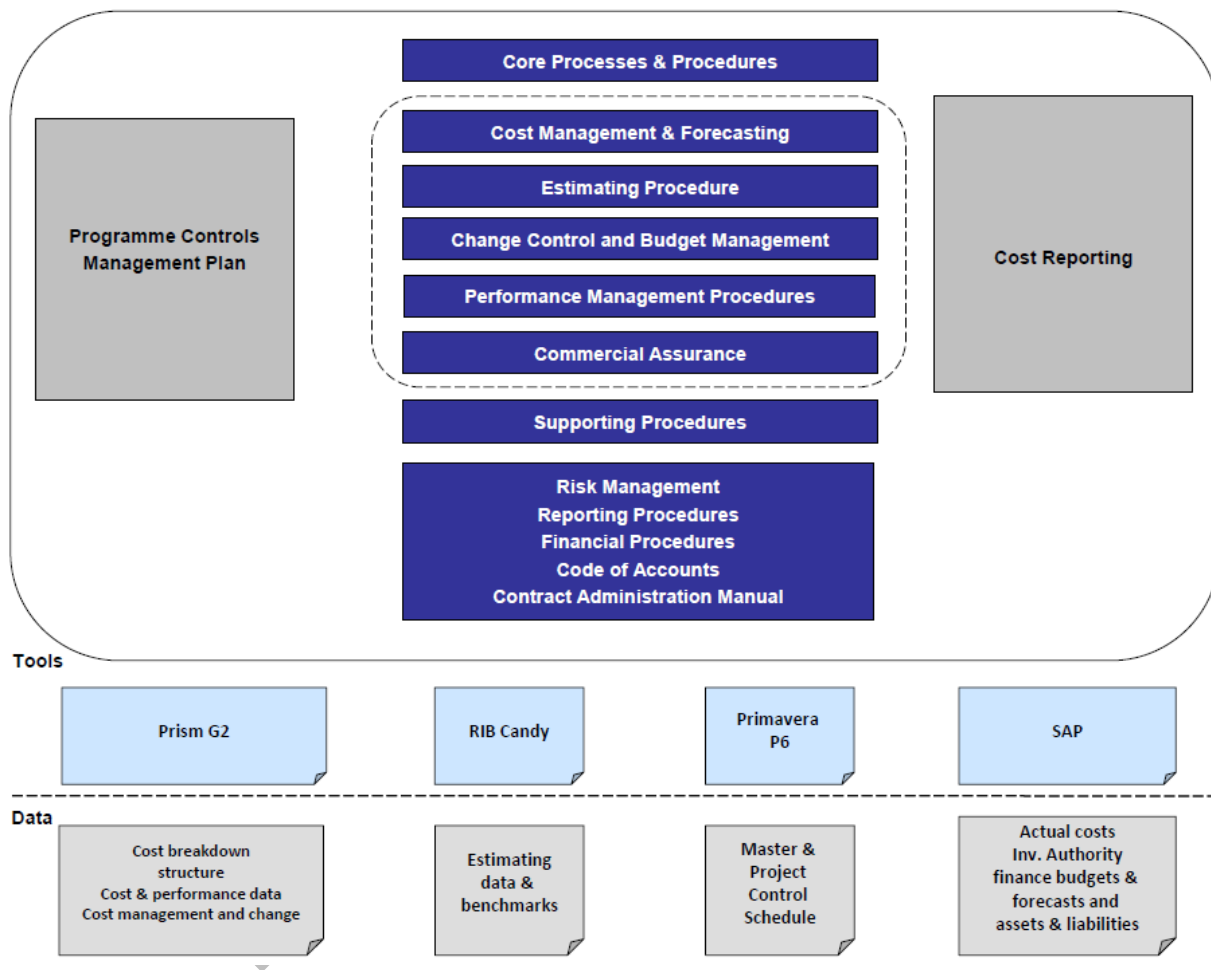 Core Processes & Procedures
Programme Controls
Management Plan
Cost Management & Forecasting
Estimating Procedure
Change Control and Budget Management
Performance Management Procedures
Commercial Assurance
Cost Reporting
Supporting Procedures
Risk Management
Reporting Procedures
Financial Procedures
Code of Accounts
Contract Administration Manual
Tools
Prism G2
RIB Candy
Primavera
P6
SAP
Data
Cost breakdown
structure
Cost & performance data
Cost management and change
Estimating
data &
benchmarks
Master &
Project
Control
Schedule
Actual costs
Inv. Authority
finance budgets &
forecasts and
assets & liabilities